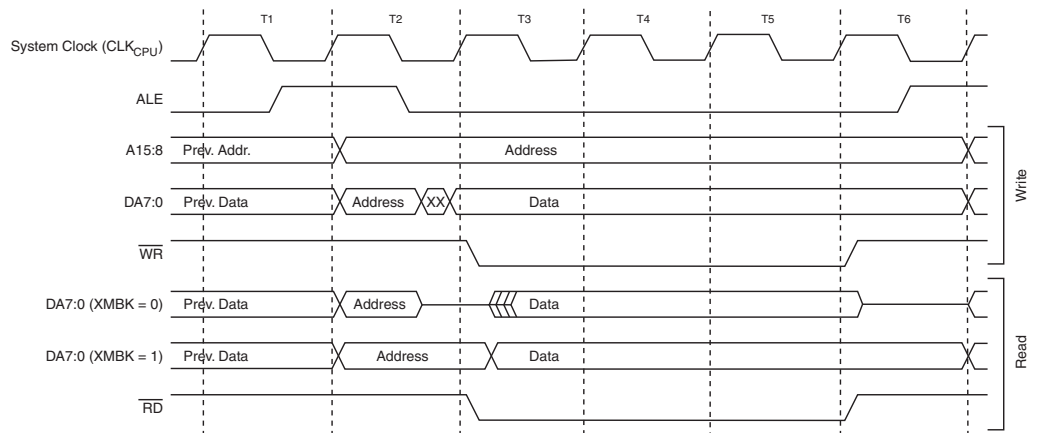 T1 T2 T3 T4 T5 T6
System Clock (CLKCPU)
ALE
A15:8 Prev. Addr. Address
DA7:0 Prev. Data Address XX Data
WR
Write
DA7:0 (XMBK = 0) Prev. Data Address Data
DA7:0 (XMBK = 1) Prev. Data Address Data
RD
Read